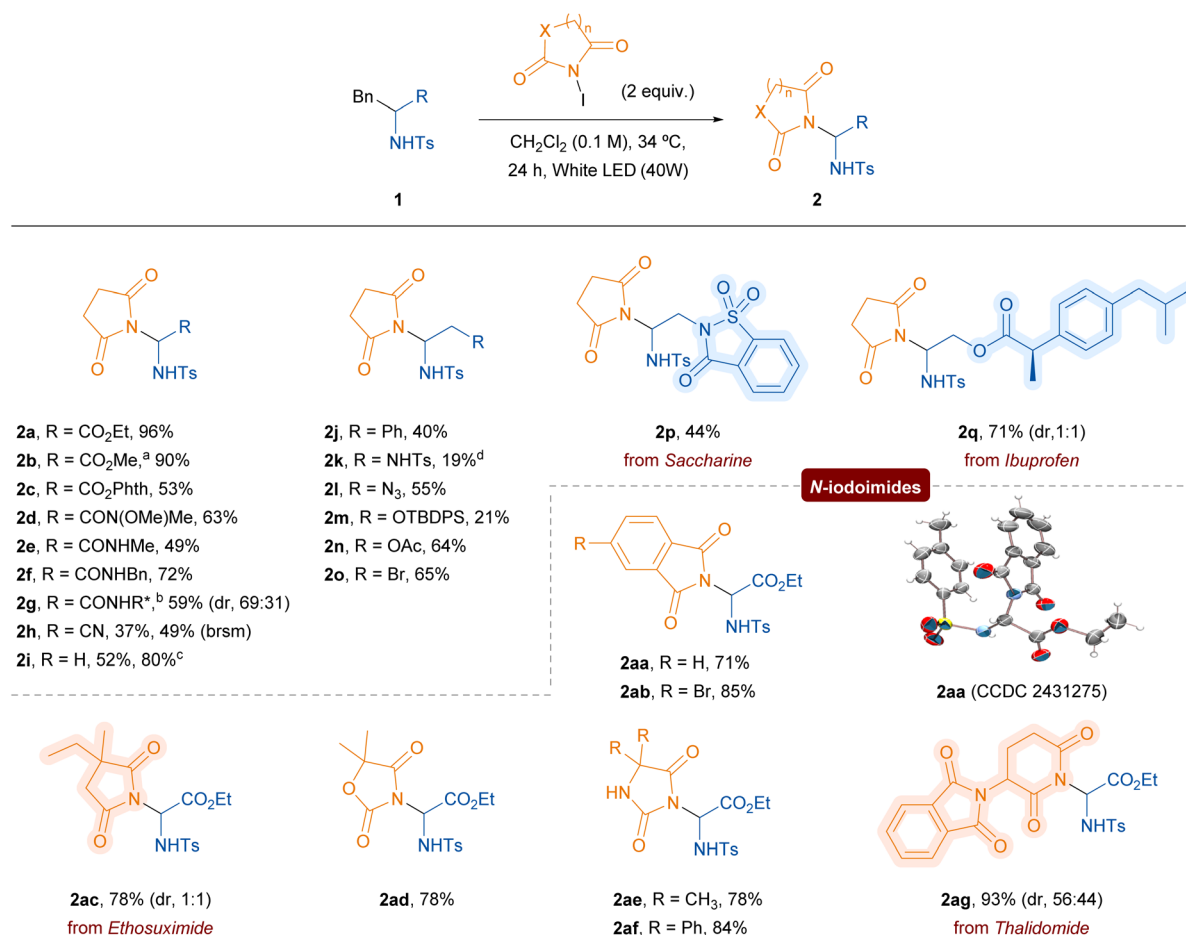 X
( )n
O
O
N
I
(2 equiv.)
Bn
R
NHTs
CH₂Cl₂ (0.1 M), 34 ºC,
24 h, White LED (40W)
( )n
O
X
N
R
O
NHTs
1
2
O
N
R
O
NHTs
2a, R = CO₂Et, 96%
2b, R = CO₂Me,ᵃ 90%
2c, R = CO₂Phth, 53%
2d, R = CON(OMe)Me, 63%
2e, R = CONHMe, 49%
2f, R = CONHBn, 72%
2g, R = CONHR*,ᵇ 59% (dr, 69:31)
2h, R = CN, 37%, 49% (brsm)
2i, R = H, 52%, 80%ᶜ
O
N
R
O
NHTs
2j, R = Ph, 40%
2k, R = NHTs, 19%ᵈ
2l, R = N₃, 55%
2m, R = OTBDPS, 21%
2n, R = OAc, 64%
2o, R = Br, 65%
O
O
O
S
N
N
O
NHTs
O
2p, 44%
from Saccharine
O
O
N
O
O
NHTs
2q, 71% (dr,1:1)
from Ibuprofen
N-iodoimides
R
O
CO₂Et
N
O
NHTs
2aa, R = H, 71%
2ab, R = Br, 85%
2aa (CCDC 2431275)
O
N
CO₂Et
O
NHTs
2ac, 78% (dr, 1:1)
from Ethosuximide
O
O
N
CO₂Et
O
NHTs
2ad, 78%
R
R
O
HN
N
CO₂Et
O
NHTs
2ae, R = CH₃, 78%
2af, R = Ph, 84%
O
O
N
N
CO₂Et
O
O
NHTs
2ag, 93% (dr, 56:44)
from Thalidomide